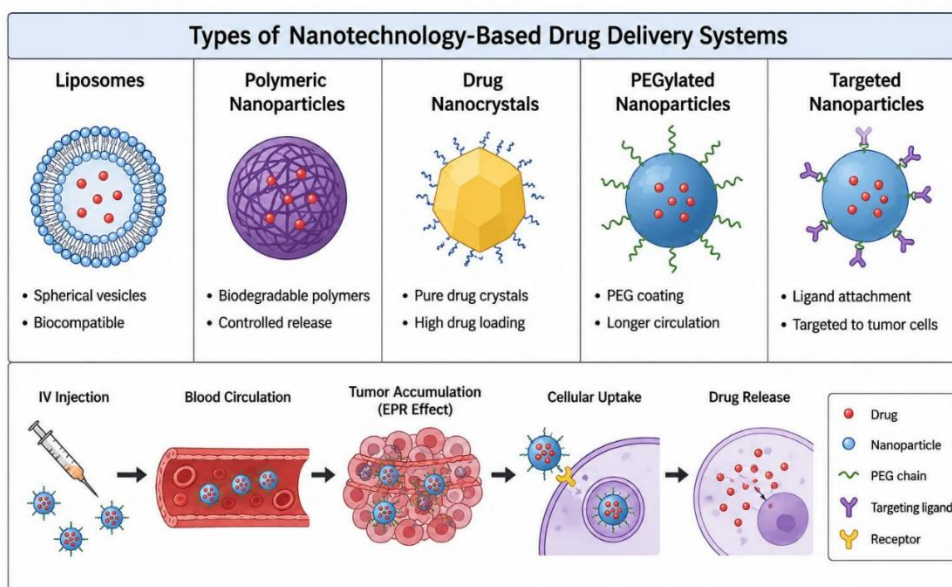 Types of Nanotechnology-Based Drug Delivery Systems
Liposomes
• Spherical vesicles
• Biocompatible
Polymeric
Nanoparticles
• Biodegradable polymers
• Controlled release
Drug
Nanocrystals
• Pure drug crystals
• High drug loading
PEGylated
Nanoparticles
• PEG coating
• Longer circulation
Targeted
Nanoparticles
• Ligand attachment
• Targeted to tumor cells
IV Injection
Blood Circulation
Tumor Accumulation
(EPR Effect)
Cellular Uptake
Drug Release
Drug
Nanoparticle
PEG chain
Targeting ligand
Receptor